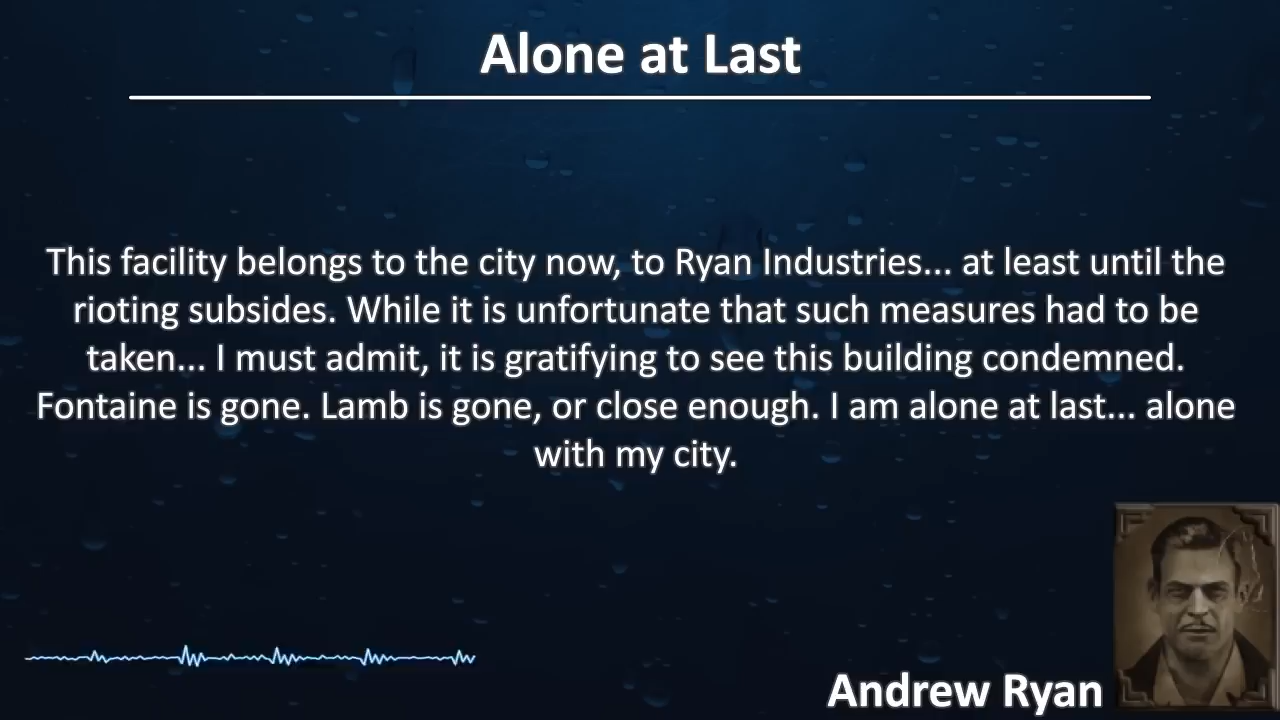 Alone at Last
This facility belongs to the city now, to Ryan Industries... at least until the
rioting subsides. While it is unfortunate that such measures had to be
taken... I must admit, it is gratifying to see this building condemned.
Fontaine is gone. Lamb is gone, or close enough. I am alone at last... alone
with my city.
Andrew Ryan